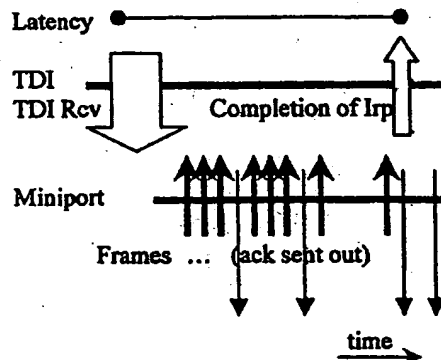 Latency
TDI
TDI Rcv
Completion of Irp
Miniport
Frames ... (ack sent out)
time